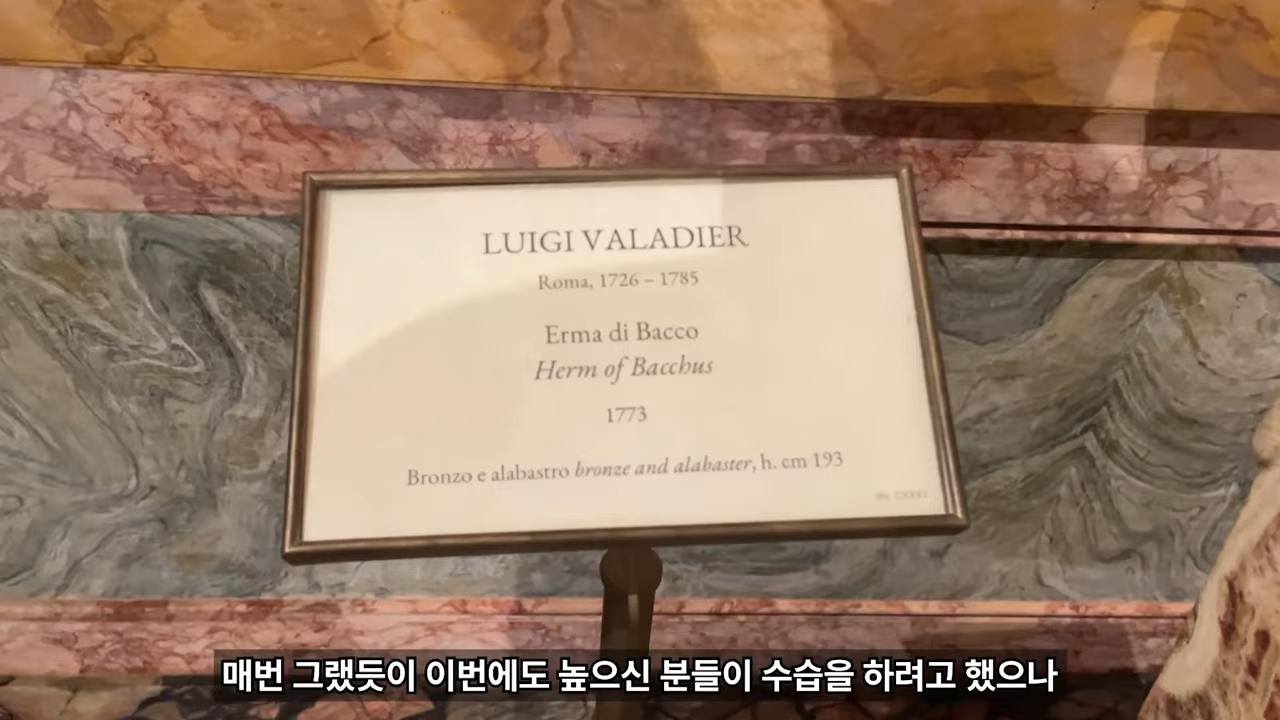 LUIGI VALADIER
Roma, 1726 – 1785
Erma di Bacco
Herm of Bacchus
1773
Bronzo e alabastro bronze and alabaster, h. cm 193
매번 그랬듯이 이번에도 높으신 분들이 수습을 하려고 했으나